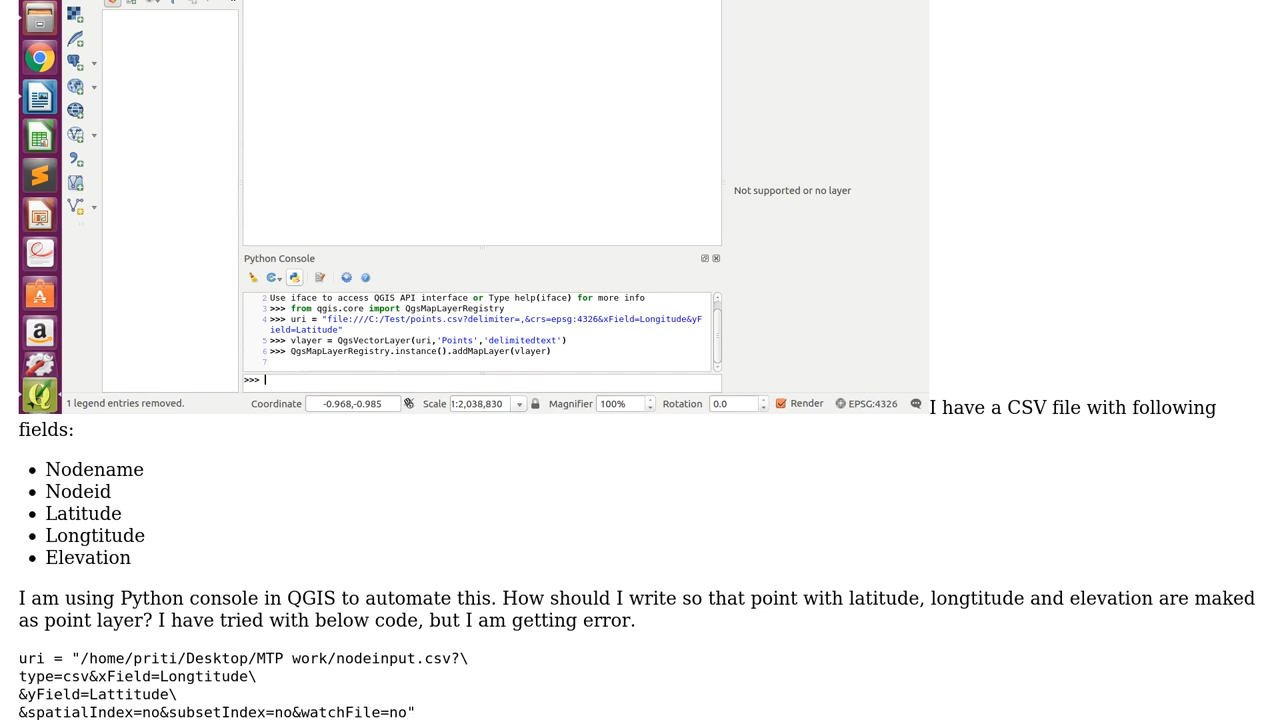 Not supported or no layer
Python Console
2 Use iface to access QGIS API interface or Type help(iface) for more info
3 >>> from qgis.core import QgsMapLayerRegistry
4 >>> uri = "file:///C:/Test/points.csv?delimiter=,&crs=epsg:4326&xField=Longitude&yF
ield=Latitude"
5 >>> vlayer = QgsVectorLayer(uri,'Points','delimitedtext')
6 >>> QgsMapLayerRegistry.instance().addMapLayer(vlayer)
7
>>>
1 legend entries removed. Coordinate -0.968,-0.985 Scale 1:2,038,830 Magnifier 100% Rotation 0.0 Render EPSG:4326
I have a CSV file with following
fields:
• Nodename
• Nodeid
• Latitude
• Longtitude
• Elevation
I am using Python console in QGIS to automate this. How should I write so that point with latitude, longtitude and elevation are maked
as point layer? I have tried with below code, but I am getting error.
uri = "/home/priti/Desktop/MTP work/nodeinput.csv?\
type=csv&xField=Longtitude\
&yField=Lattitude\
&spatialIndex=no&subsetIndex=no&watchFile=no"